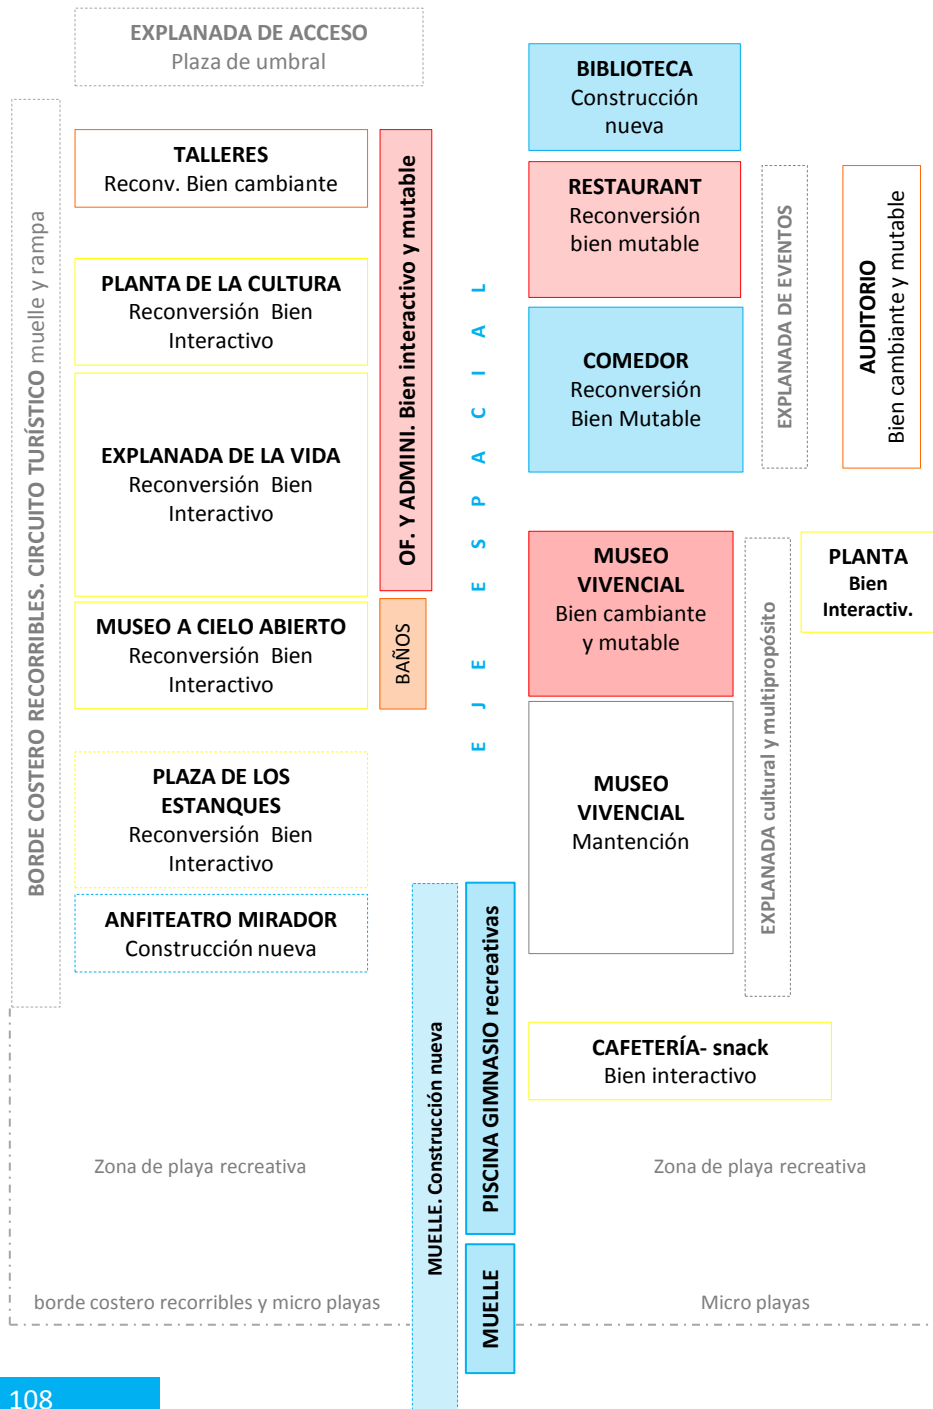 EXPLANADA DE ACCESO
Plaza de umbral
BORDE COSTERO RECORRIBLES. CIRCUITO TURÍSTICO muelle y rampa
TALLERES
Reconv. Bien cambiante
PLANTA DE LA CULTURA
Reconversión Bien
Interactivo
EXPLANADA DE LA VIDA
Reconversión Bien
Interactivo
MUSEO A CIELO ABIERTO
Reconversión Bien
Interactivo
PLAZA DE LOS
ESTANQUES
Reconversión Bien
Interactivo
ANFITEATRO MIRADOR
Construcción nueva
OF. Y ADMINI. Bien interactivo y mutable
BAÑOS
EJE ESPACIAL
BIBLIOTECA
Construcción
nueva
RESTAURANT
Reconversión
bien mutable
COMEDOR
Reconversión
Bien Mutable
EXPLANADA DE EVENTOS
AUDITORIO
Bien cambiante y mutable
MUSEO
VIVENCIAL
Bien cambiante
y mutable
MUSEO
VIVENCIAL
Mantención
EXPLANADA cultural y multipropósito
PLANTA
Bien
Interactiv.
MUELLE. Construcción nueva
PISCINA GIMNASIO recreativas
MUELLE
CAFETERÍA- snack
Bien interactivo
Zona de playa recreativa
Zona de playa recreativa
borde costero recorribles y micro playas
Micro playas
108